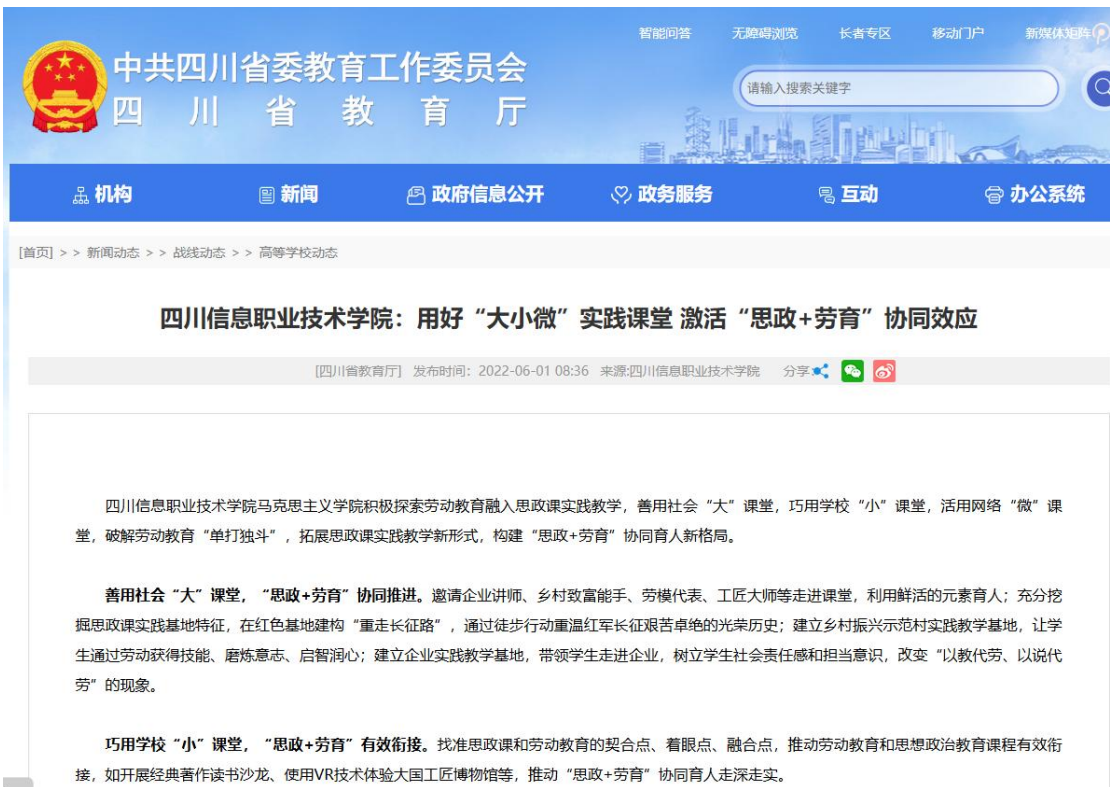 智能问答 无障碍浏览 长者专区 移动门户 新媒体矩阵
中共四川省委教育工作委员会
四川省教育厅
请输入搜索关键字
机构 新闻 政府信息公开 政务服务 互动 办公系统
[首页] > > 新闻动态 > > 战线动态 > > 高等学校动态
四川信息职业技术学院：用好“大小微”实践课堂 激活“思政+劳育”协同效应
[四川省教育厅] 发布时间：2022-06-01 08:36 来源:四川信息职业技术学院 分享:
四川信息职业技术学院马克思主义学院积极探索劳动教育融入思政课实践教学，善用社会“大”课堂，巧用学校“小”课堂，活用网络“微”课
堂，破解劳动教育“单打独斗”，拓展思政课实践教学新形式，构建“思政+劳育”协同育人新格局。
善用社会“大”课堂，“思政+劳育”协同推进。邀请企业讲师、乡村致富能手、劳模代表、工匠大师等走进课堂，利用鲜活的元素育人；充分挖
掘思政课实践基地特征，在红色基地建构“重走长征路”，通过徒步行动重温红军长征艰苦卓绝的光荣历史；建立乡村振兴示范村实践教学基地，让学
生通过劳动获得技能、磨炼意志、启智润心；建立企业实践教学基地，带领学生走进企业，树立学生社会责任感和担当意识，改变“以教代劳、以说代
劳”的现象。
巧用学校“小”课堂，“思政+劳育”有效衔接。找准思政课和劳动教育的契合点、着眼点、融合点，推动劳动教育和思想政治教育课程有效衔
接，如开展经典著作读书沙龙、使用VR技术体验大国工匠博物馆等，推动“思政+劳育”协同育人走深走实。